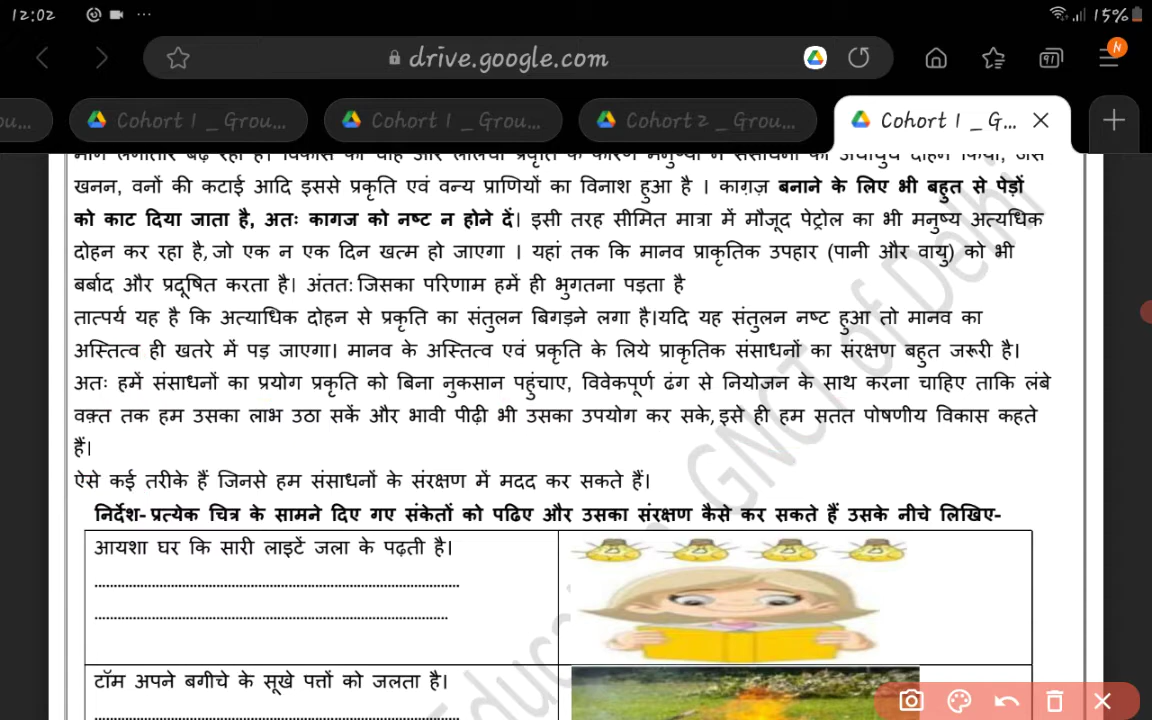 12:02
15%
drive.google.com
91
N
ou...
Cohort 1 _ Grou...
Cohort 1 _ Grou...
Cohort 2 _ Grou...
Cohort 1 _ G...
खनन, वनों की कटाई आदि इससे प्रकृति एवं वन्य प्राणियों का विनाश हुआ है । काग़ज़ बनाने के लिए भी बहुत से पेड़ों
को काट दिया जाता है, अतः कागज को नष्ट न होने दें। इसी तरह सीमित मात्रा में मौजूद पेट्रोल का भी मनुष्य अत्यधिक
दोहन कर रहा है, जो एक न एक दिन खत्म हो जाएगा । यहां तक कि मानव प्राकृतिक उपहार (पानी और वायु) को भी
बर्बाद और प्रदूषित करता है। अंतत: जिसका परिणाम हमें ही भुगतना पड़ता है
तात्पर्य यह है कि अत्याधिक दोहन से प्रकृति का संतुलन बिगड़ने लगा है।यदि यह संतुलन नष्ट हुआ तो मानव का
अस्तित्व ही खतरे में पड़ जाएगा। मानव के अस्तित्व एवं प्रकृति के लिये प्राकृतिक संसाधनों का संरक्षण बहुत जरूरी है।
अतः हमें संसाधनों का प्रयोग प्रकृति को बिना नुकसान पहुंचाए, विवेकपूर्ण ढंग से नियोजन के साथ करना चाहिए ताकि लंबे
वक़्त तक हम उसका लाभ उठा सकें और भावी पीढ़ी भी उसका उपयोग कर सके, इसे ही हम सतत पोषणीय विकास कहते
हैं।
ऐसे कई तरीके हैं जिनसे हम संसाधनों के संरक्षण में मदद कर सकते हैं।
निर्देश- प्रत्येक चित्र के सामने दिए गए संकेतों को पढिए और उसका संरक्षण कैसे कर सकते हैं उसके नीचे लिखिए-
आयशा घर कि सारी लाइटें जला के पढ़ती है।
टॉम अपने बगीचे के सूखे पत्तों को जलता है।
GNCT of Delhi